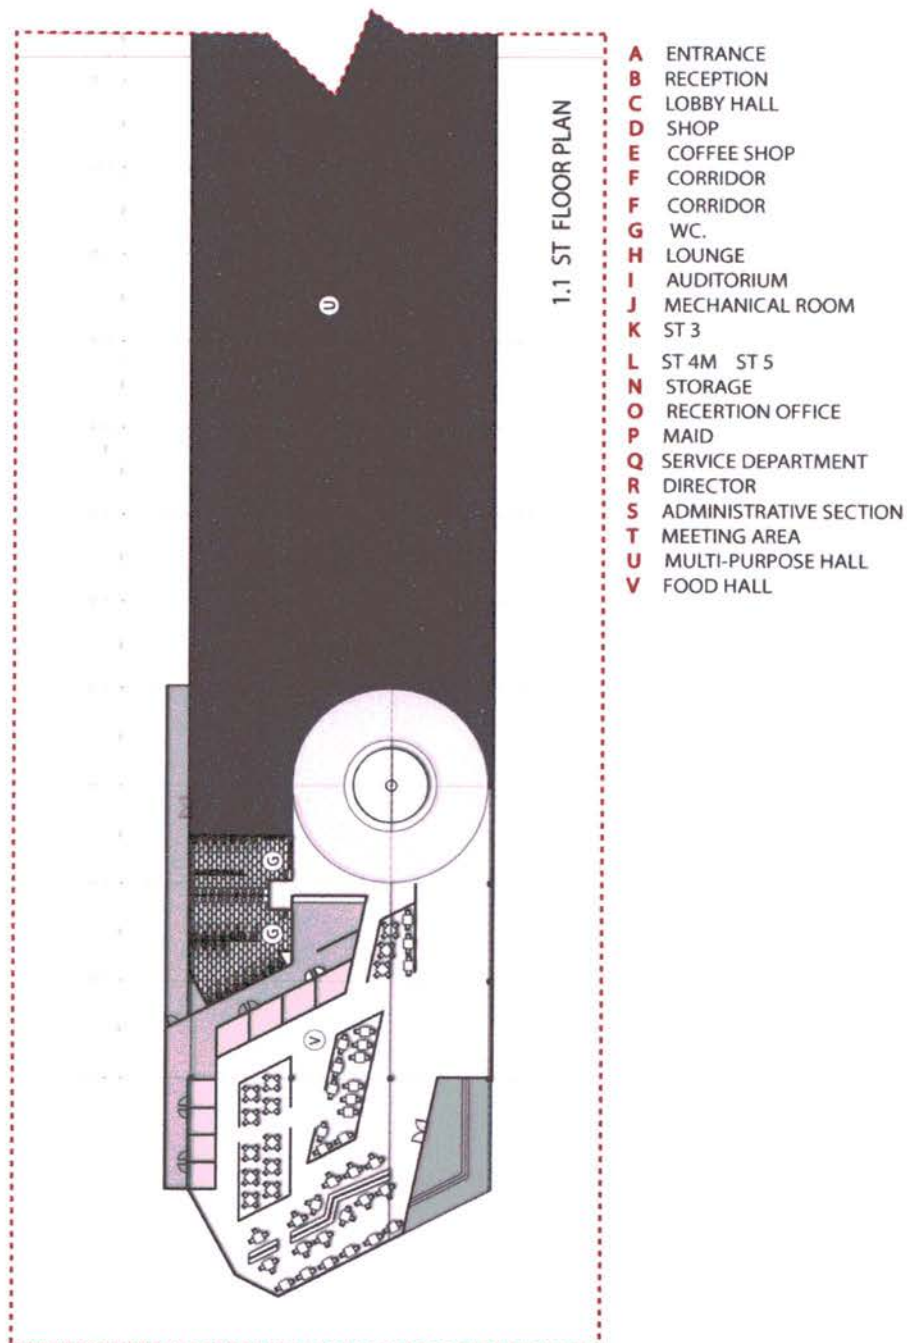 A ENTRANCE
B RECEPTION
C LOBBY HALL
D SHOP
E COFFEE SHOP
F CORRIDOR
F CORRIDOR
G WC.
H LOUNGE
I AUDITORIUM
J MECHANICAL ROOM
K ST 3
L ST 4M ST 5
N STORAGE
O RECERTION OFFICE
P MAID
Q SERVICE DEPARTMENT
R DIRECTOR
S ADMINISTRATIVE SECTION
T MEETING AREA
U MULTI-PURPOSE HALL
V FOOD HALL
1.1 ST FLOOR PLAN
U
G
G
V